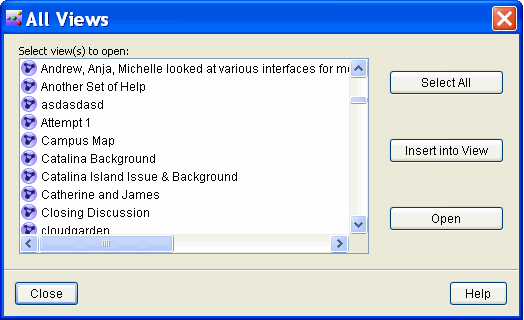 All Views
Select view(s) to open:
Andrew, Anja, Michelle looked at various interfaces for
Another Set of Help
asdasdasd
Attempt 1
Campus Map
Catalina Background
Catalina Island Issue & Background
Catherine and James
Closing Discussion
cloudgarden
Select All
Insert into View
Open
Close
Help